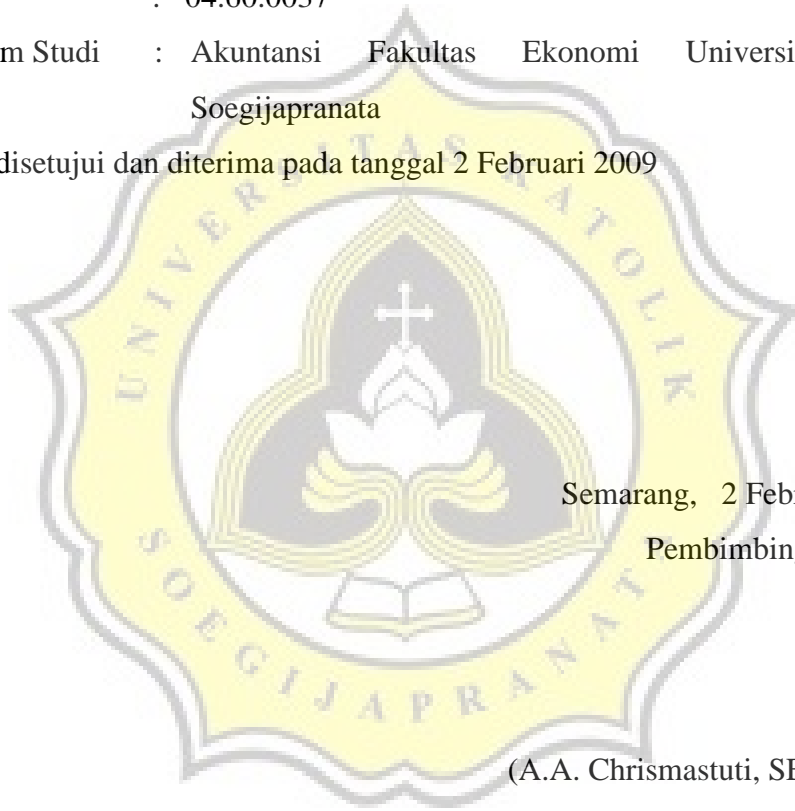 : 04.60.0037
m Studi : Akuntansi Fakultas Ekonomi Universi
Soegijapranata
disetujui dan diterima pada tanggal 2 Februari 2009
UNIVERSITAS KATOLIK
Semarang, 2 Feb
Pembimbin
SOEGIJAPRANATA
(A.A. Chrismastuti, SE